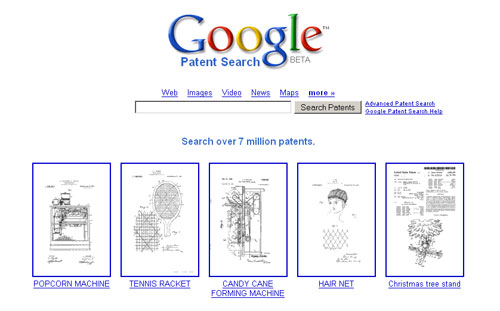 Google™
Patent Search BETA
Web Images Video News Maps more »
Search Patents
Advanced Patent Search
Google Patent Search Help
Search over 7 million patents.
POPCORN MACHINE
TENNIS RACKET
CANDY CANE
FORMING MACHINE
HAIR NET
Christmas tree stand